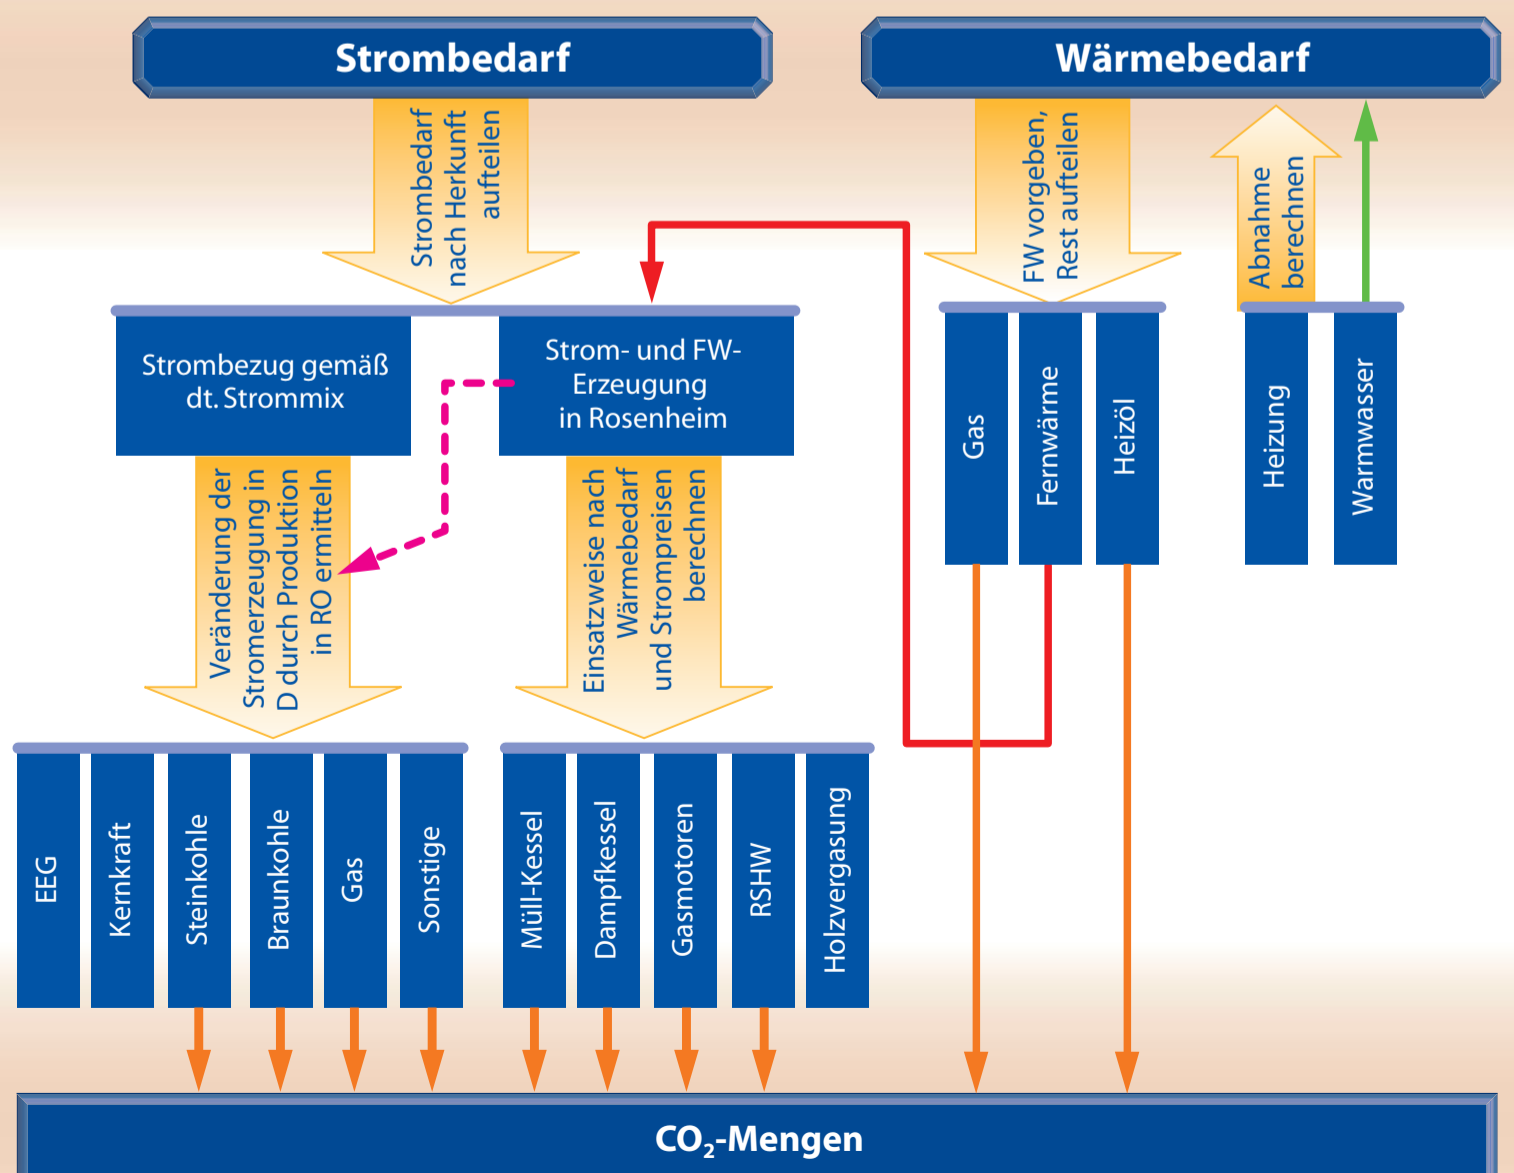 Strombedarf
Wärmebedarf
Strombedarf
nach Herkunft
aufteilen
FW vorgeben,
Rest aufteilen
Abnahme
berechnen
Strombezug gemäß
dt. Strommix
Strom- und FW-
Erzeugung
in Rosenheim
Gas
Fernwärme
Heizöl
Heizung
Warmwasser
Veränderung der
Stromerzeugung in
D durch Produktion
in RO ermitteln
Einsatzweise nach
Wärmebedarf
und Strompreisen
berechnen
EEG
Kernkraft
Steinkohle
Braunkohle
Gas
Sonstige
Müll-Kessel
Dampfkessel
Gasmotoren
RSHW
Holzvergasung
CO₂-Mengen